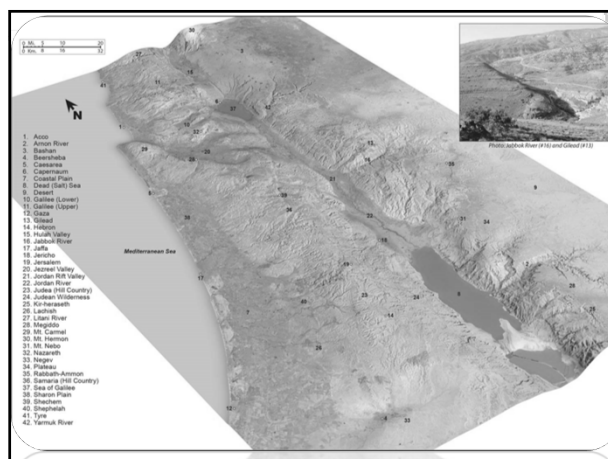 0 Mi. 5 10 20
0 Km. 8 16 32
N
Photo: Jabbok River (#16) and Gilead (#13)
Mediterranean Sea
1. Acco
2. Arnon River
3. Bashan
4. Beersheba
5. Caesarea
6. Capernaum
7. Coastal Plain
8. Dead (Salt) Sea
9. Desert
10. Galilee (Lower)
11. Galilee (Upper)
12. Gaza
13. Gilead
14. Hebron
15. Hulah Valley
16. Jabbok River
17. Jaffa
18. Jericho
19. Jersalem
20. Jezreel Valley
21. Jordan Rift Valley
22. Jordan River
23. Judea (Hill Country)
24. Judean Wilderness
25. Kir-heraseth
26. Lachish
27. Litani River
28. Megiddo
29. Mt. Carmel
30. Mt. Hermon
31. Mt. Nebo
32. Nazareth
33. Negev
34. Plateau
35. Rabbath-Ammon
36. Samaria (Hill Country)
37. Sea of Galilee
38. Sharon Plain
39. Shechem
40. Shephelah
41. Tyre
42. Yarmuk River